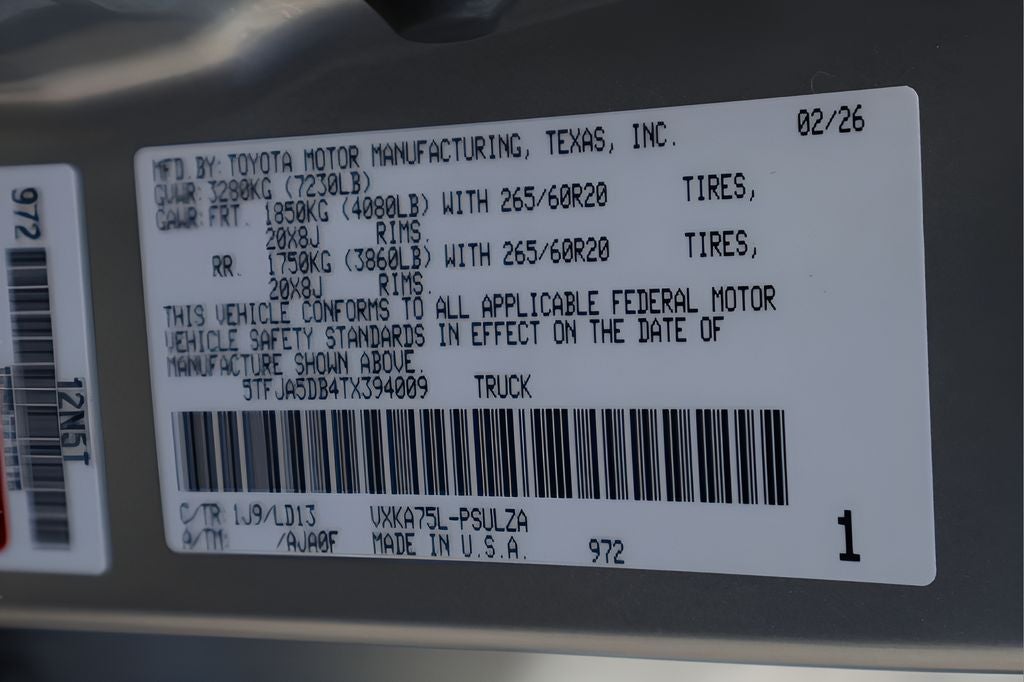 02/26
MFD. BY: TOYOTA MOTOR MANUFACTURING, TEXAS, INC.
GVWR: 3280KG (7230LB)
GAWR: FRT. 1850KG (4080LB) WITH 265/60R20 TIRES,
20X8J RIMS.
RR. 1750KG (3860LB) WITH 265/60R20 TIRES,
20X8J RIMS.
THIS VEHICLE CONFORMS TO ALL APPLICABLE FEDERAL MOTOR
VEHICLE SAFETY STANDARDS IN EFFECT ON THE DATE OF
MANUFACTURE SHOWN ABOVE.
5TFJA5DB4TX394009 TRUCK
C/TR: 1J9/LD13 VXKA75L-PSULZA
A/TM: /AJA0F MADE IN U.S.A. 972
1
972
12N5T